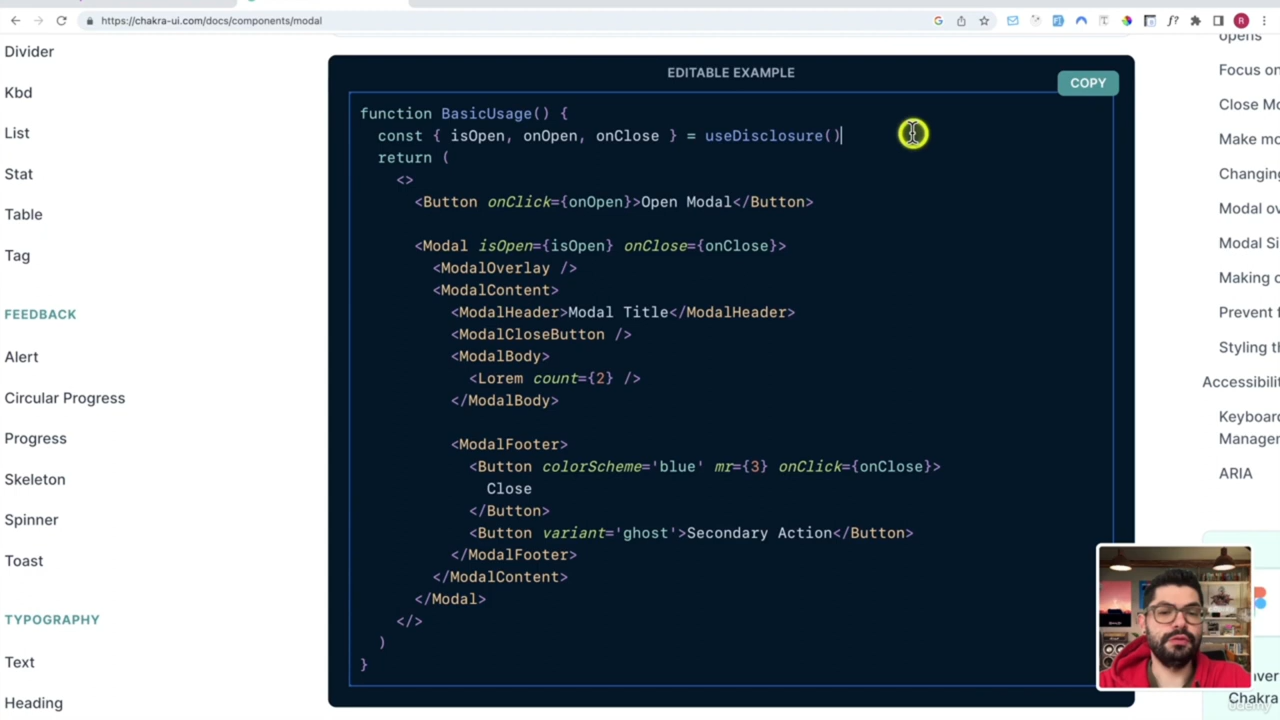 https://chakra-ui.com/docs/components/modal
Divider
Kbd
List
Stat
Table
Tag
FEEDBACK
Alert
Circular Progress
Progress
Skeleton
Spinner
Toast
TYPOGRAPHY
Text
Heading
EDITABLE EXAMPLE
COPY
function BasicUsage() {
const { isOpen, onOpen, onClose } = useDisclosure()
return (
<>
<Button onClick={onOpen}>Open Modal</Button>
<Modal isOpen={isOpen} onClose={onClose}>
<ModalOverlay />
<ModalContent>
<ModalHeader>Modal Title</ModalHeader>
<ModalCloseButton />
<ModalBody>
<Lorem count={2} />
</ModalBody>
<ModalFooter>
<Button colorScheme='blue' mr={3} onClick={onClose}>
Close
</Button>
<Button variant='ghost'>Secondary Action</Button>
</ModalFooter>
</ModalContent>
</Modal>
</>
)
}
opens
Focus on
Close Mo
Make mo
Changing
Modal ov
Modal Si
Making
Prevent f
Styling th
Accessibilit
Keyboar
Manager
ARIA
Chakra
udemy